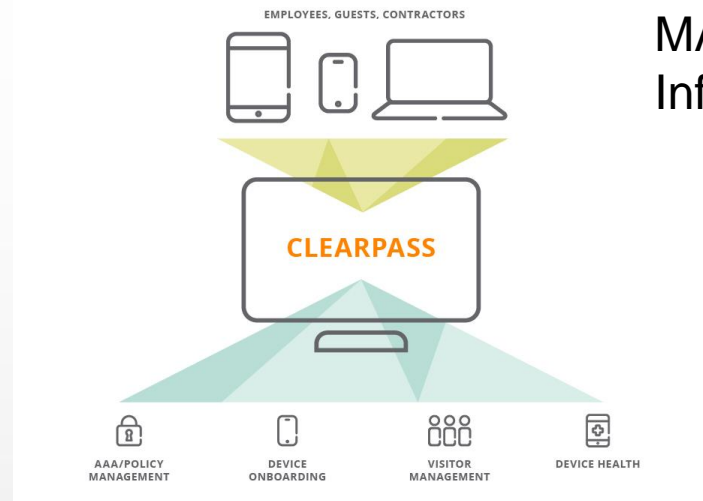 EMPLOYEES, GUESTS, CONTRACTORS
CLEARPASS
AAA/POLICY
MANAGEMENT
DEVICE
ONBOARDING
VISITOR
MANAGEMENT
DEVICE HEALTH